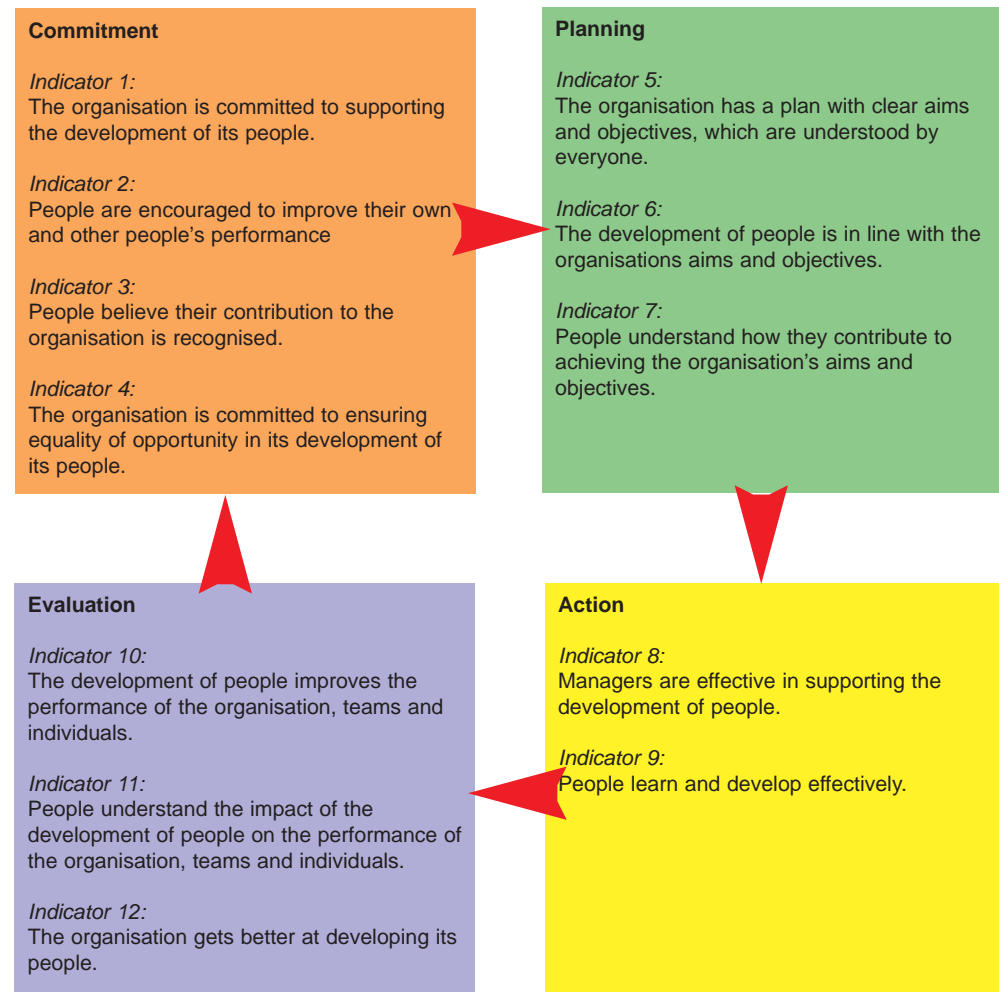 Commitment
Indicator 1:
The organisation is committed to supporting
the development of its people.
Indicator 2:
People are encouraged to improve their own
and other people's performance
Indicator 3:
People believe their contribution to the
organisation is recognised.
Indicator 4:
The organisation is committed to ensuring
equality of opportunity in its development of
its people.
Planning
Indicator 5:
The organisation has a plan with clear aims
and objectives, which are understood by
everyone.
Indicator 6:
The development of people is in line with the
organisations aims and objectives.
Indicator 7:
People understand how they contribute to
achieving the organisation's aims and
objectives.
Action
Indicator 8:
Managers are effective in supporting the
development of people.
Indicator 9:
People learn and develop effectively.
Evaluation
Indicator 10:
The development of people improves the
performance of the organisation, teams and
individuals.
Indicator 11:
People understand the impact of the
development of people on the performance of
the organisation, teams and individuals.
Indicator 12:
The organisation gets better at developing its
people.